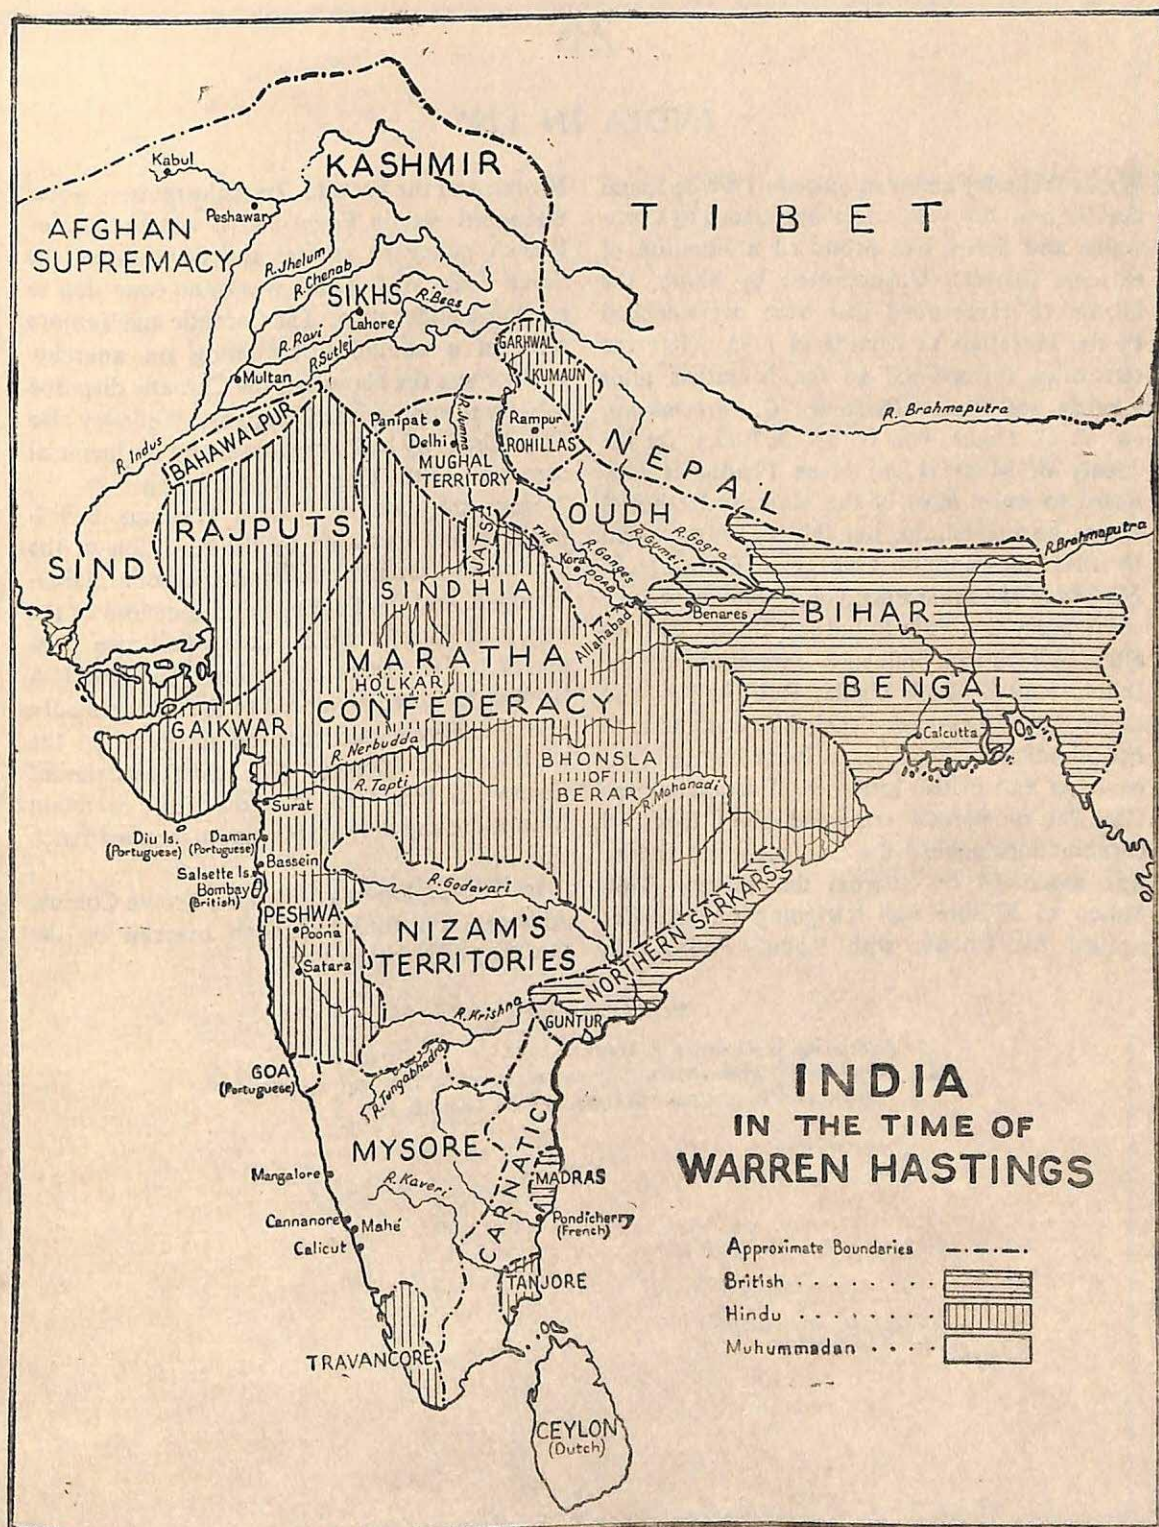 Kabul
KASHMIR
Peshawar
TIBET
AFGHAN
SUPREMACY
R. Jhelum
R. Chenab
SIKHS
R. Beas
Lahore
R. Ravi
R. Sutlej
Multan
GARHWAL
KUMAUN
R. Brahmaputra
R. Indus
BAHAWALPUR
Panipat
R. Jumna
Delhi
MUGHAL
TERRITORY
Rampur
ROHILLAS
NEPAL
OUDH
RAJPUTS
JATS
THE
DOAB
R. Ganges
R. Gumti
R. Gogra
Kora
R. Brahmaputra
SIND
SINDHIA
Benares
BIHAR
Allahabad
MARATHA
HOLKAR
CONFEDERACY
BENGAL
GAIKWAR
Calcutta
R. Nerbudda
BHONSLA
OF
BERAR
R. Tapti
R. Mahanadi
Surat
Diu Is.
(Portuguese)
Daman
(Portuguese)
Bassein
Salsette Is.
Bombay
(British)
R. Godavari
PESHWA
Poona
NIZAM'S
TERRITORIES
Satara
NORTHERN SARKARS
R. Krishna
GUNTUR
GOA
(Portuguese)
R. Tungabhadra
INDIA
IN THE TIME OF
WARREN HASTINGS
MYSORE
CARNATIC
Mangalore
R. Kaveri
MADRAS
Cannanore
Mahé
Pondicherry
(French)
Calicut
TANJORE
TRAVANCORE
CEYLON
(Dutch)
Approximate Boundaries
British . . . . . . . .
Hindu . . . . . . . .
Muhummadan . . . .